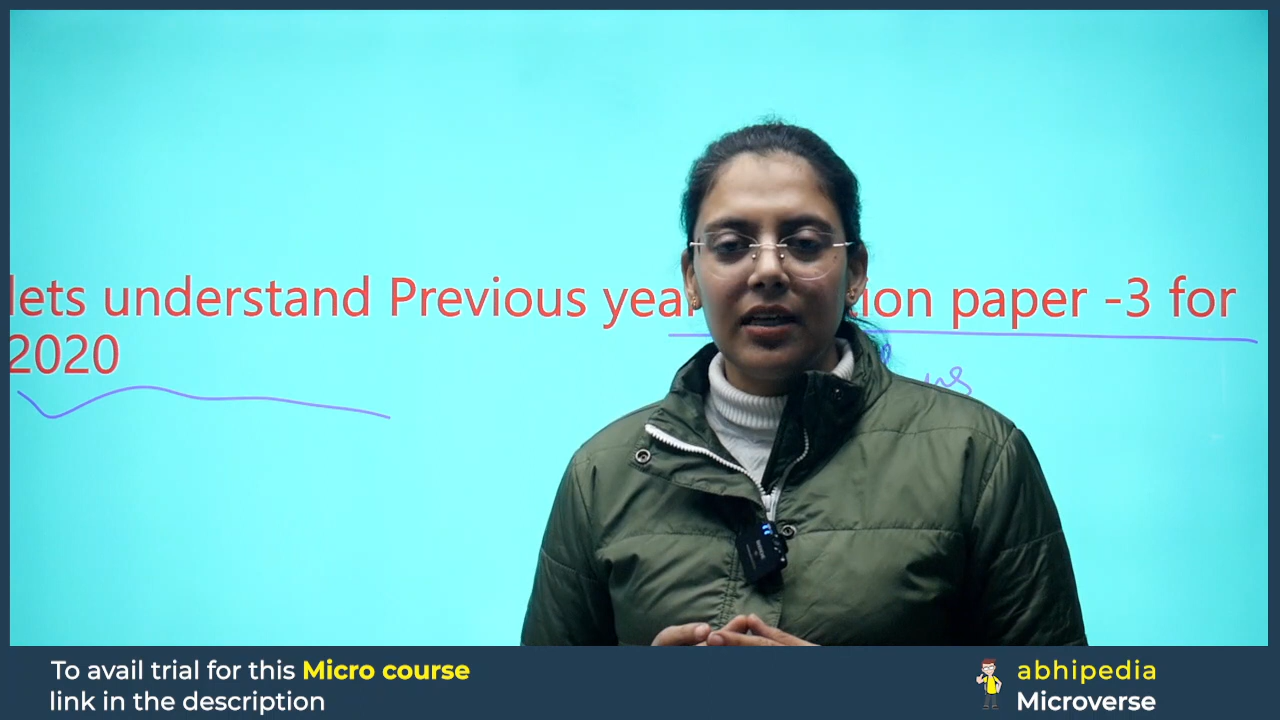 lets understand Previous year tion paper -3 for
2020
To avail trial for this Micro course
link in the description
abhipedia
Microverse